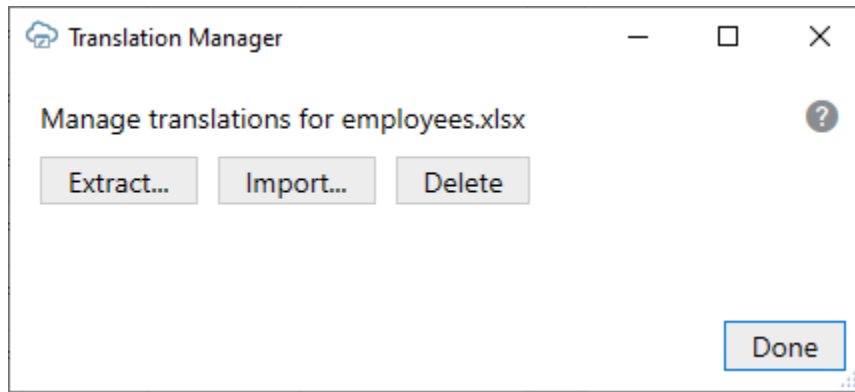 Translation Manager
Manage translations for employees.xlsx
?
Extract... Import... Delete
Done